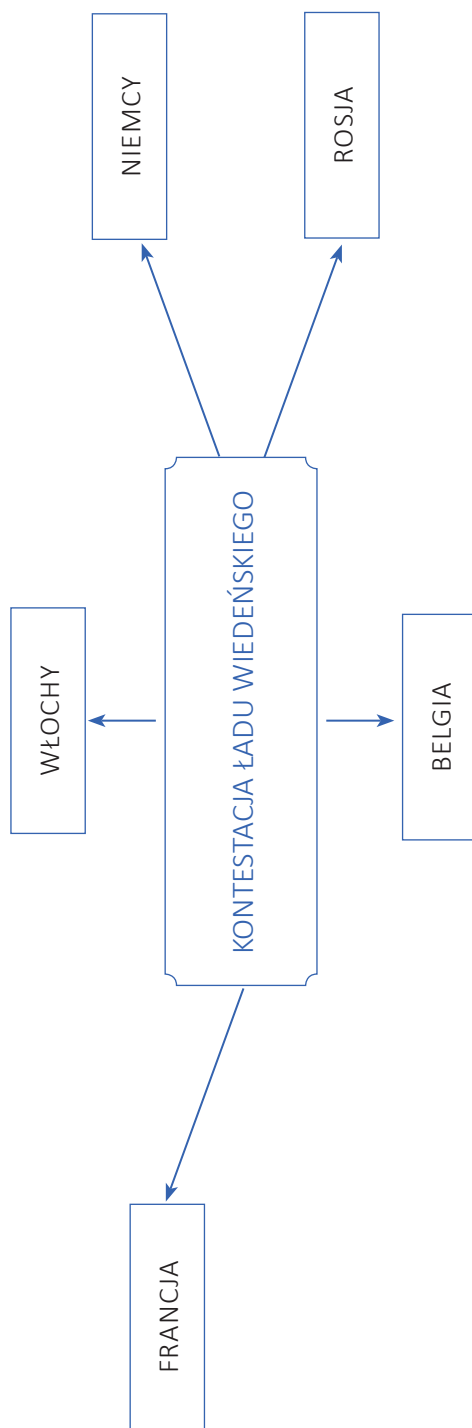 WŁOCHY
NIEMCY
FRANCJA
KONTESTACJA ŁADU WIEDEŃSKIEGO
ROSJA
BELGIA